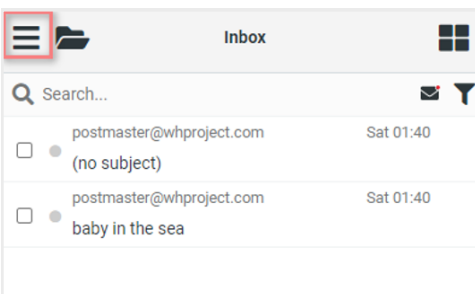 Inbox
Search...
postmaster@whproject.com Sat 01:40
(no subject)
postmaster@whproject.com Sat 01:40
baby in the sea